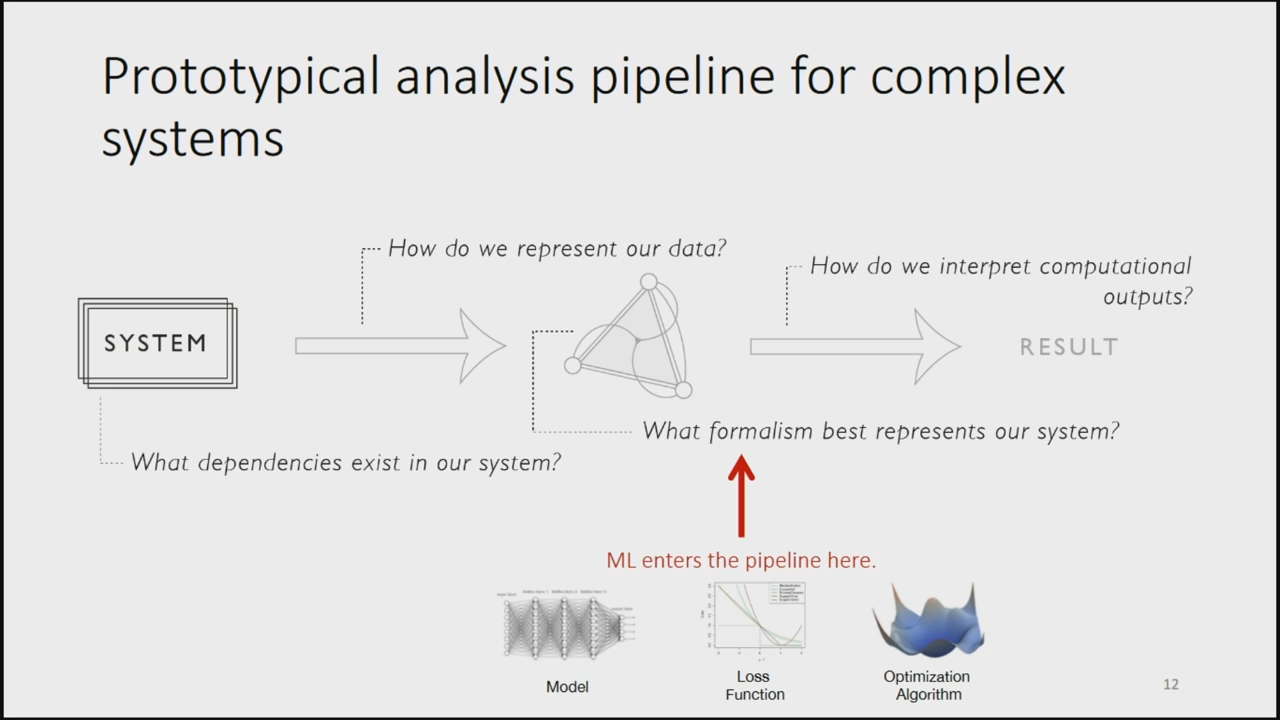 Prototypical analysis pipeline for complex
systems
How do we represent our data?
How do we interpret computational
outputs?
SYSTEM
RESULT
What formalism best represents our system?
What dependencies exist in our system?
ML enters the pipeline here.
Model
Loss
Function
Optimization
Algorithm
12